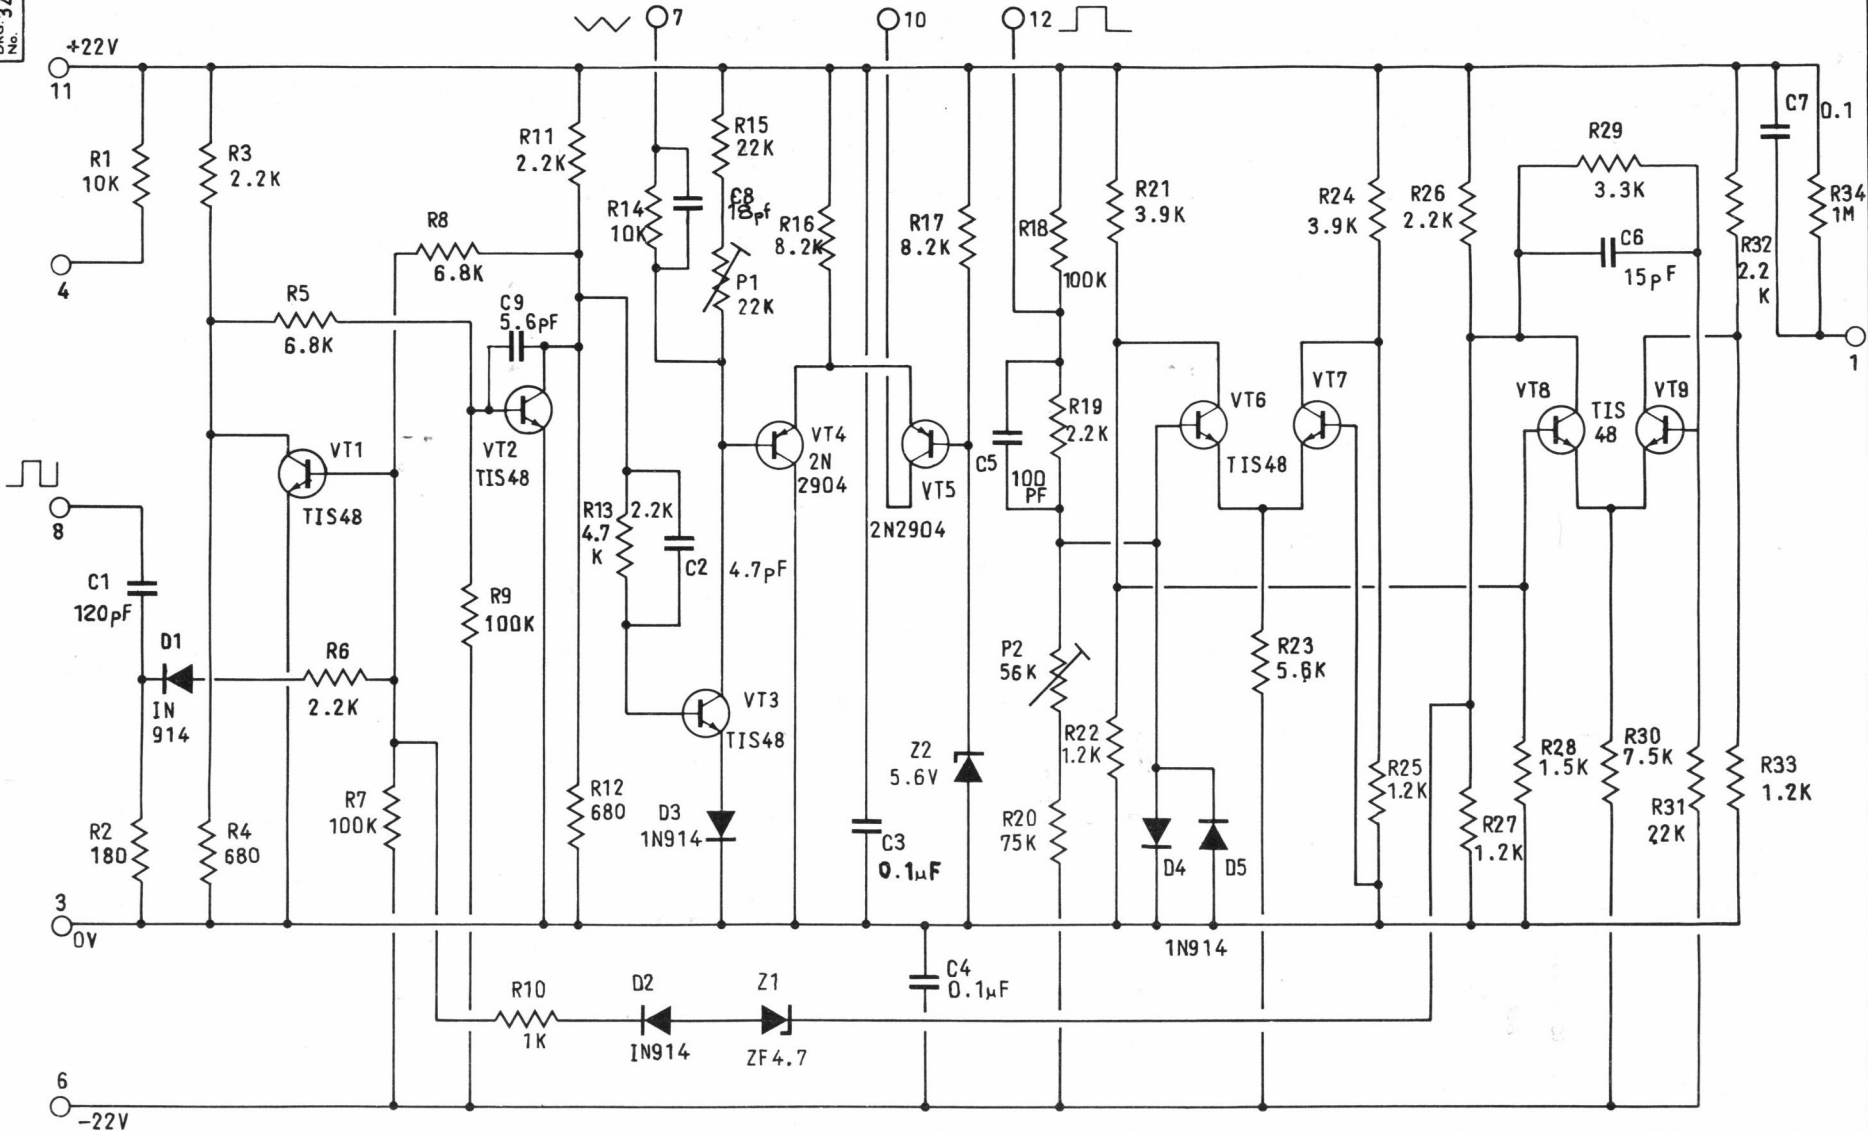 DRG.
No.
+22V
11
7
10
12
R1
10K
R3
2.2K
R11
2.2K
R14
10K
C8
18pf
R15
22K
P1
22K
R16
8.2K
R17
8.2K
R18
100K
R21
3.9K
R24
3.9K
R26
2.2K
R29
3.3K
C6
15pF
R32
2.2
K
C7
0.1
R34
1M
4
R8
6.8K
R5
6.8K
C9
5.6pF
VT1
TIS48
VT2
TIS48
VT4
2N
2904
VT5
2N2904
C5
100
PF
R19
2.2K
VT6
TIS48
VT7
VT8
TIS
48
VT9
1
8
C1
120pF
D1
IN
914
R6
2.2K
R9
100K
R13
4.7
K
2.2K
C2
4.7pF
VT3
TIS48
P2
56K
R23
5.6K
R22
1.2K
Z2
5.6V
R2
180
R4
680
R7
100K
R12
680
D3
1N914
C3
0.1µF
R20
75K
D4
D5
1N914
R25
1.2K
R27
1.2K
R28
1.5K
R30
7.5K
R31
22K
R33
1.2K
3
0V
R10
1K
D2
IN914
Z1
ZF4.7
C4
0.1µF
6
-22V